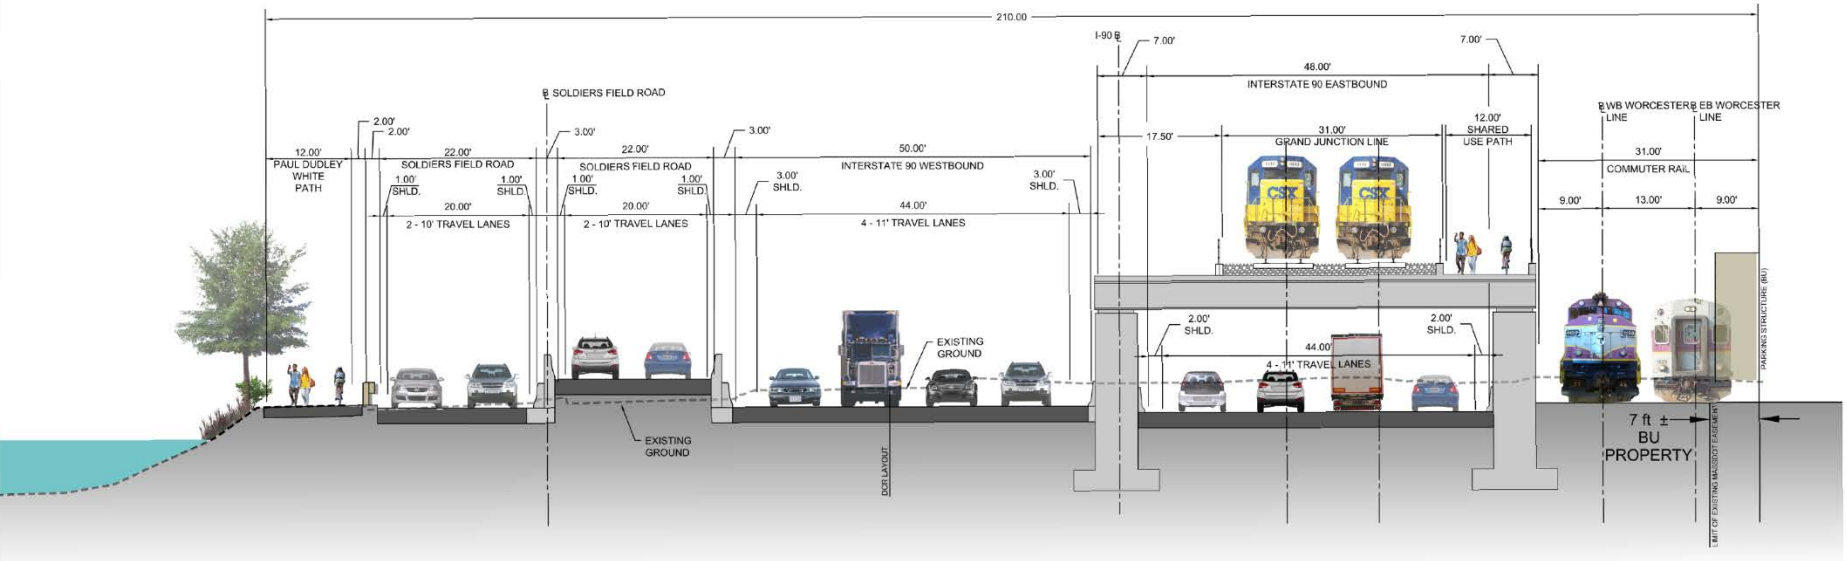 210.00
I-90 ℄
7.00'
7.00'
48.00'
INTERSTATE 90 EASTBOUND
℄ SOLDIERS FIELD ROAD
℄ WB WORCESTER LINE
℄ EB WORCESTER LINE
2.00'
2.00'
3.00'
3.00'
17.50'
31.00'
GRAND JUNCTION LINE
12.00'
SHARED
USE PATH
12.00'
PAUL DUDLEY
WHITE
PATH
22.00'
SOLDIERS FIELD ROAD
22.00'
SOLDIERS FIELD ROAD
50.00'
INTERSTATE 90 WESTBOUND
31.00'
COMMUTER RAIL
1.00'
SHLD.
1.00'
SHLD.
1.00'
SHLD.
1.00'
SHLD.
3.00'
SHLD.
3.00'
SHLD.
20.00'
2 - 10' TRAVEL LANES
20.00'
2 - 10' TRAVEL LANES
44.00'
4 - 11' TRAVEL LANES
9.00'
13.00'
9.00'
CSX
CSX
2.00'
SHLD.
2.00'
SHLD.
44.00'
4 - 11' TRAVEL LANES
EXISTING
GROUND
EXISTING
GROUND
DCR LAYOUT
7 ft ±
BU
PROPERTY
LIMIT OF EXISTING MASSDOT EASEMENT
PARKING STRUCTURE (BU)